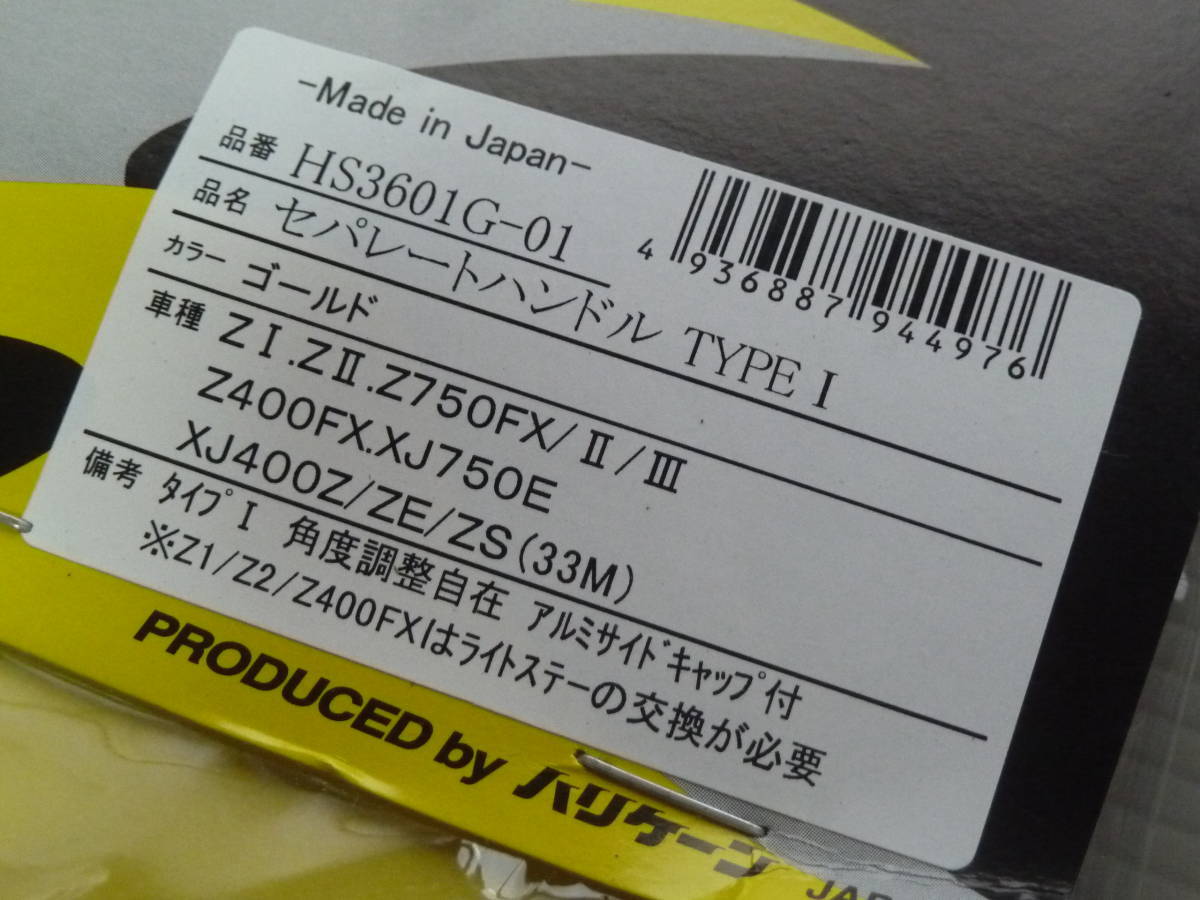 -Made in Japan-
品番 HS3601G-01
品名 セパレートハンドル TYPE I
カラー ゴールド
車種 ZⅠ.ZⅡ.Z750FX/Ⅱ/Ⅲ
Z400FX.XJ750E
XJ400Z/ZE/ZS(33M)
備考 タイプI 角度調整自在 アルミサイドキャップ付
※Z1/Z2/Z400FXはライトステーの交換が必要
4 936887 944976
PRODUCED by ハリケーン
JAP